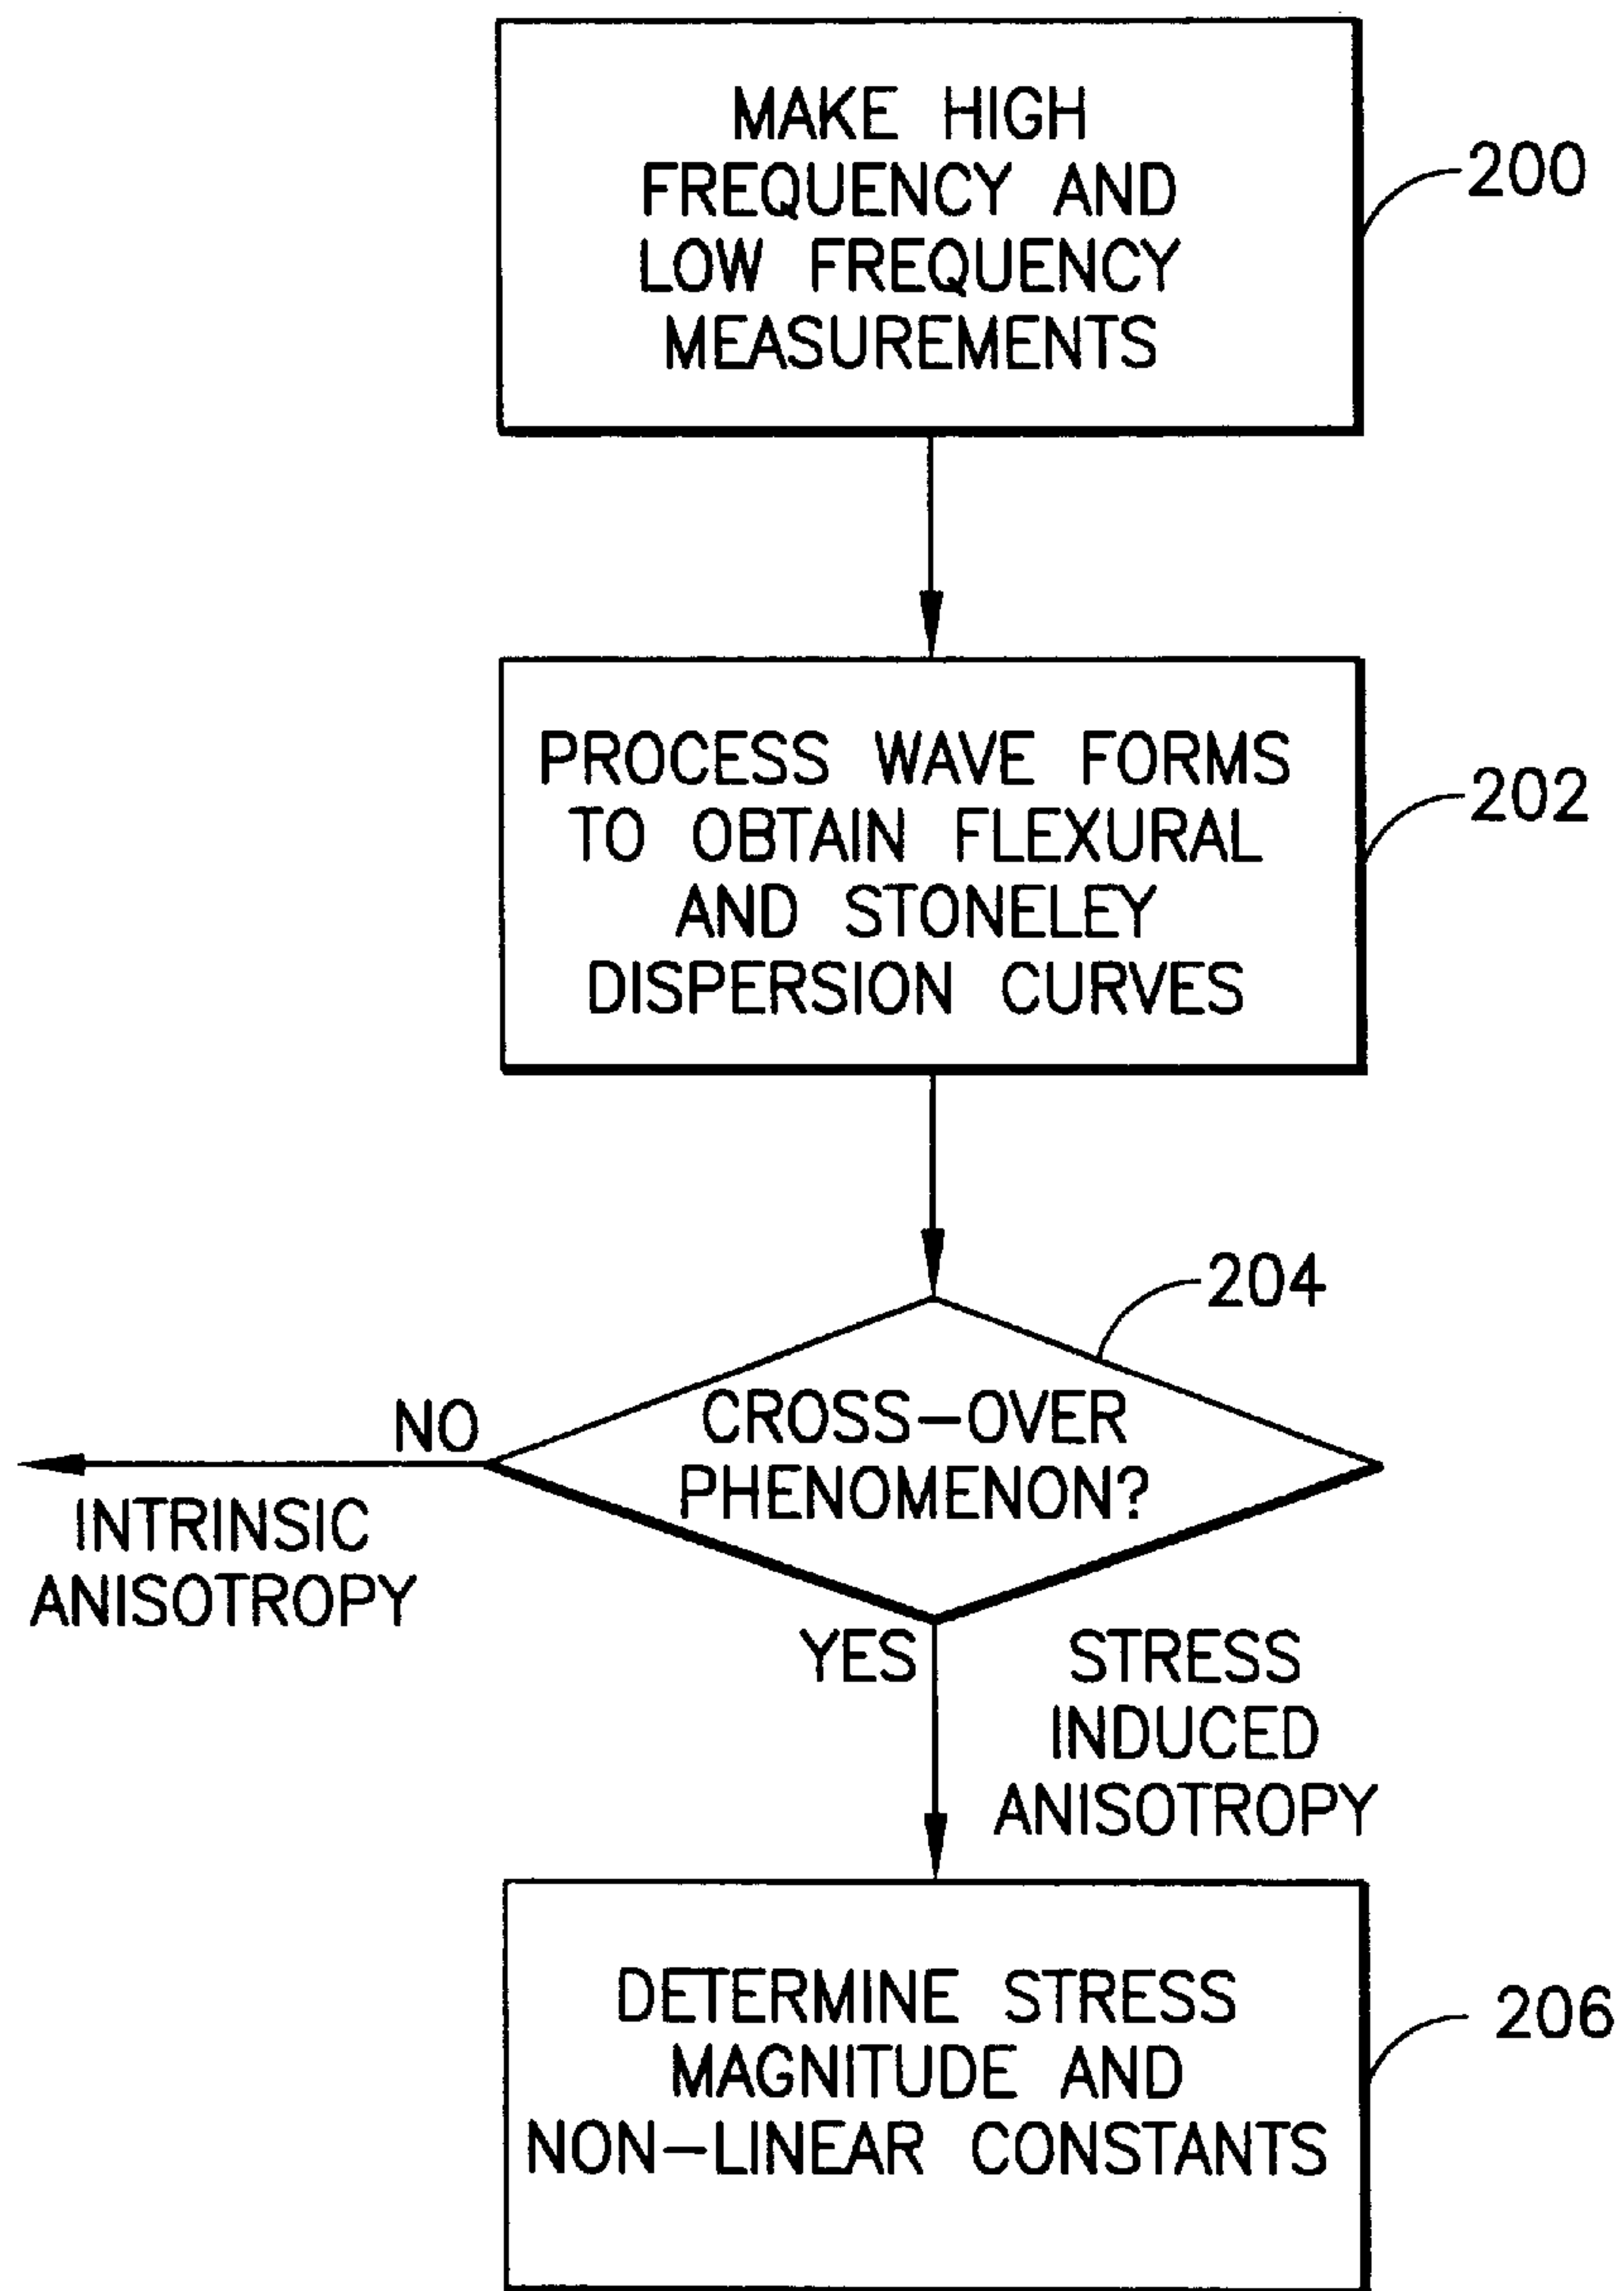 MAKE HIGH
FREQUENCY AND
LOW FREQUENCY
MEASUREMENTS
200
PROCESS WAVE FORMS
TO OBTAIN FLEXURAL
AND STONELEY
DISPERSION CURVES
202
204
CROSS-OVER
PHENOMENON?
NO
INTRINSIC
ANISOTROPY
YES
STRESS
INDUCED
ANISOTROPY
DETERMINE STRESS
MAGNITUDE AND
NON-LINEAR CONSTANTS
206